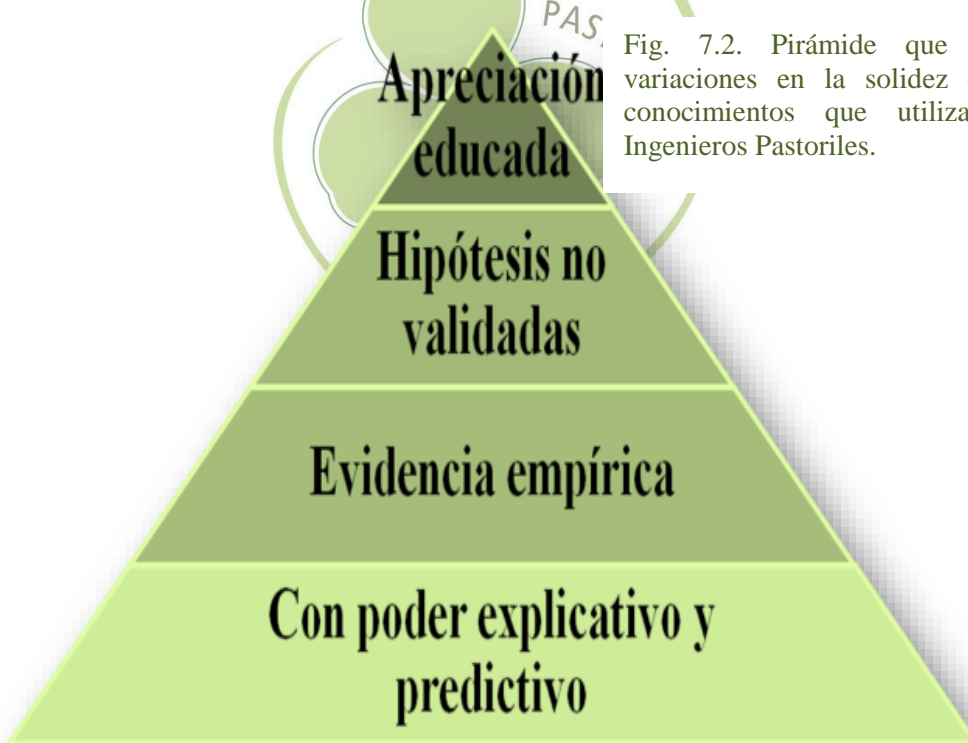 PAS
Fig. 7.2. Pirámide que
variaciones en la solidez
conocimientos que utiliza
Ingenieros Pastoriles.
Apreciación
educada
Hipótesis no
validadas
Evidencia empírica
Con poder explicativo y
predictivo